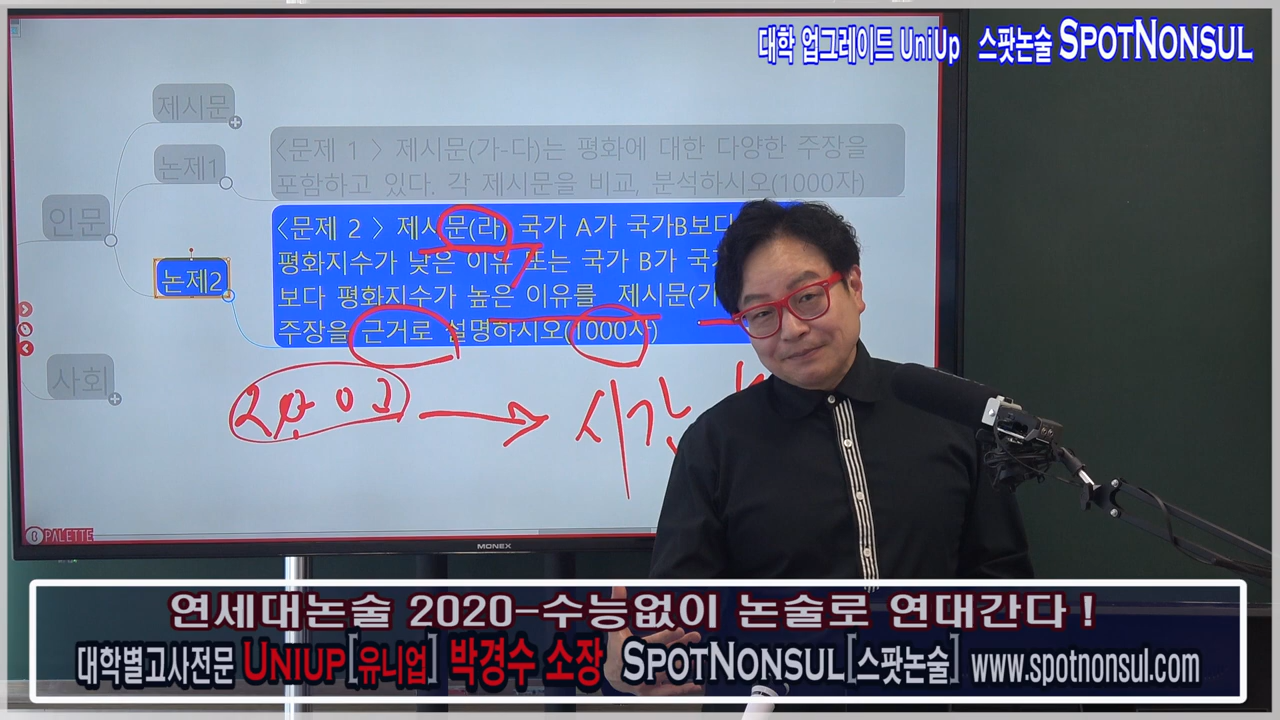 대학 업그레이드 UniUp 스팟논술 SPOTNONSUL
제시문
논제1
<문제 1 > 제시문(가-다)는 평화에 대한 다양한 주장을
포함하고 있다. 각 제시문을 비교, 분석하시오(1000자)
인문
논제2
<문제 2 > 제시문(라) 국가 A가 국가B보다
평화지수가 낮은 이유 또는 국가 B가
보다 평화지수가 높은 이유를 제시문(가
주장을 근거로 설명하시오(1000자)
사회
시간
PALETTE
MONEX
연세대논술 2020-수능없이 논술로 연대간다 !
대학별고사전문 UNIUP[유니업] 박경수 소장 SPOTNONSUL[스팟논술] www.spotnonsul.com